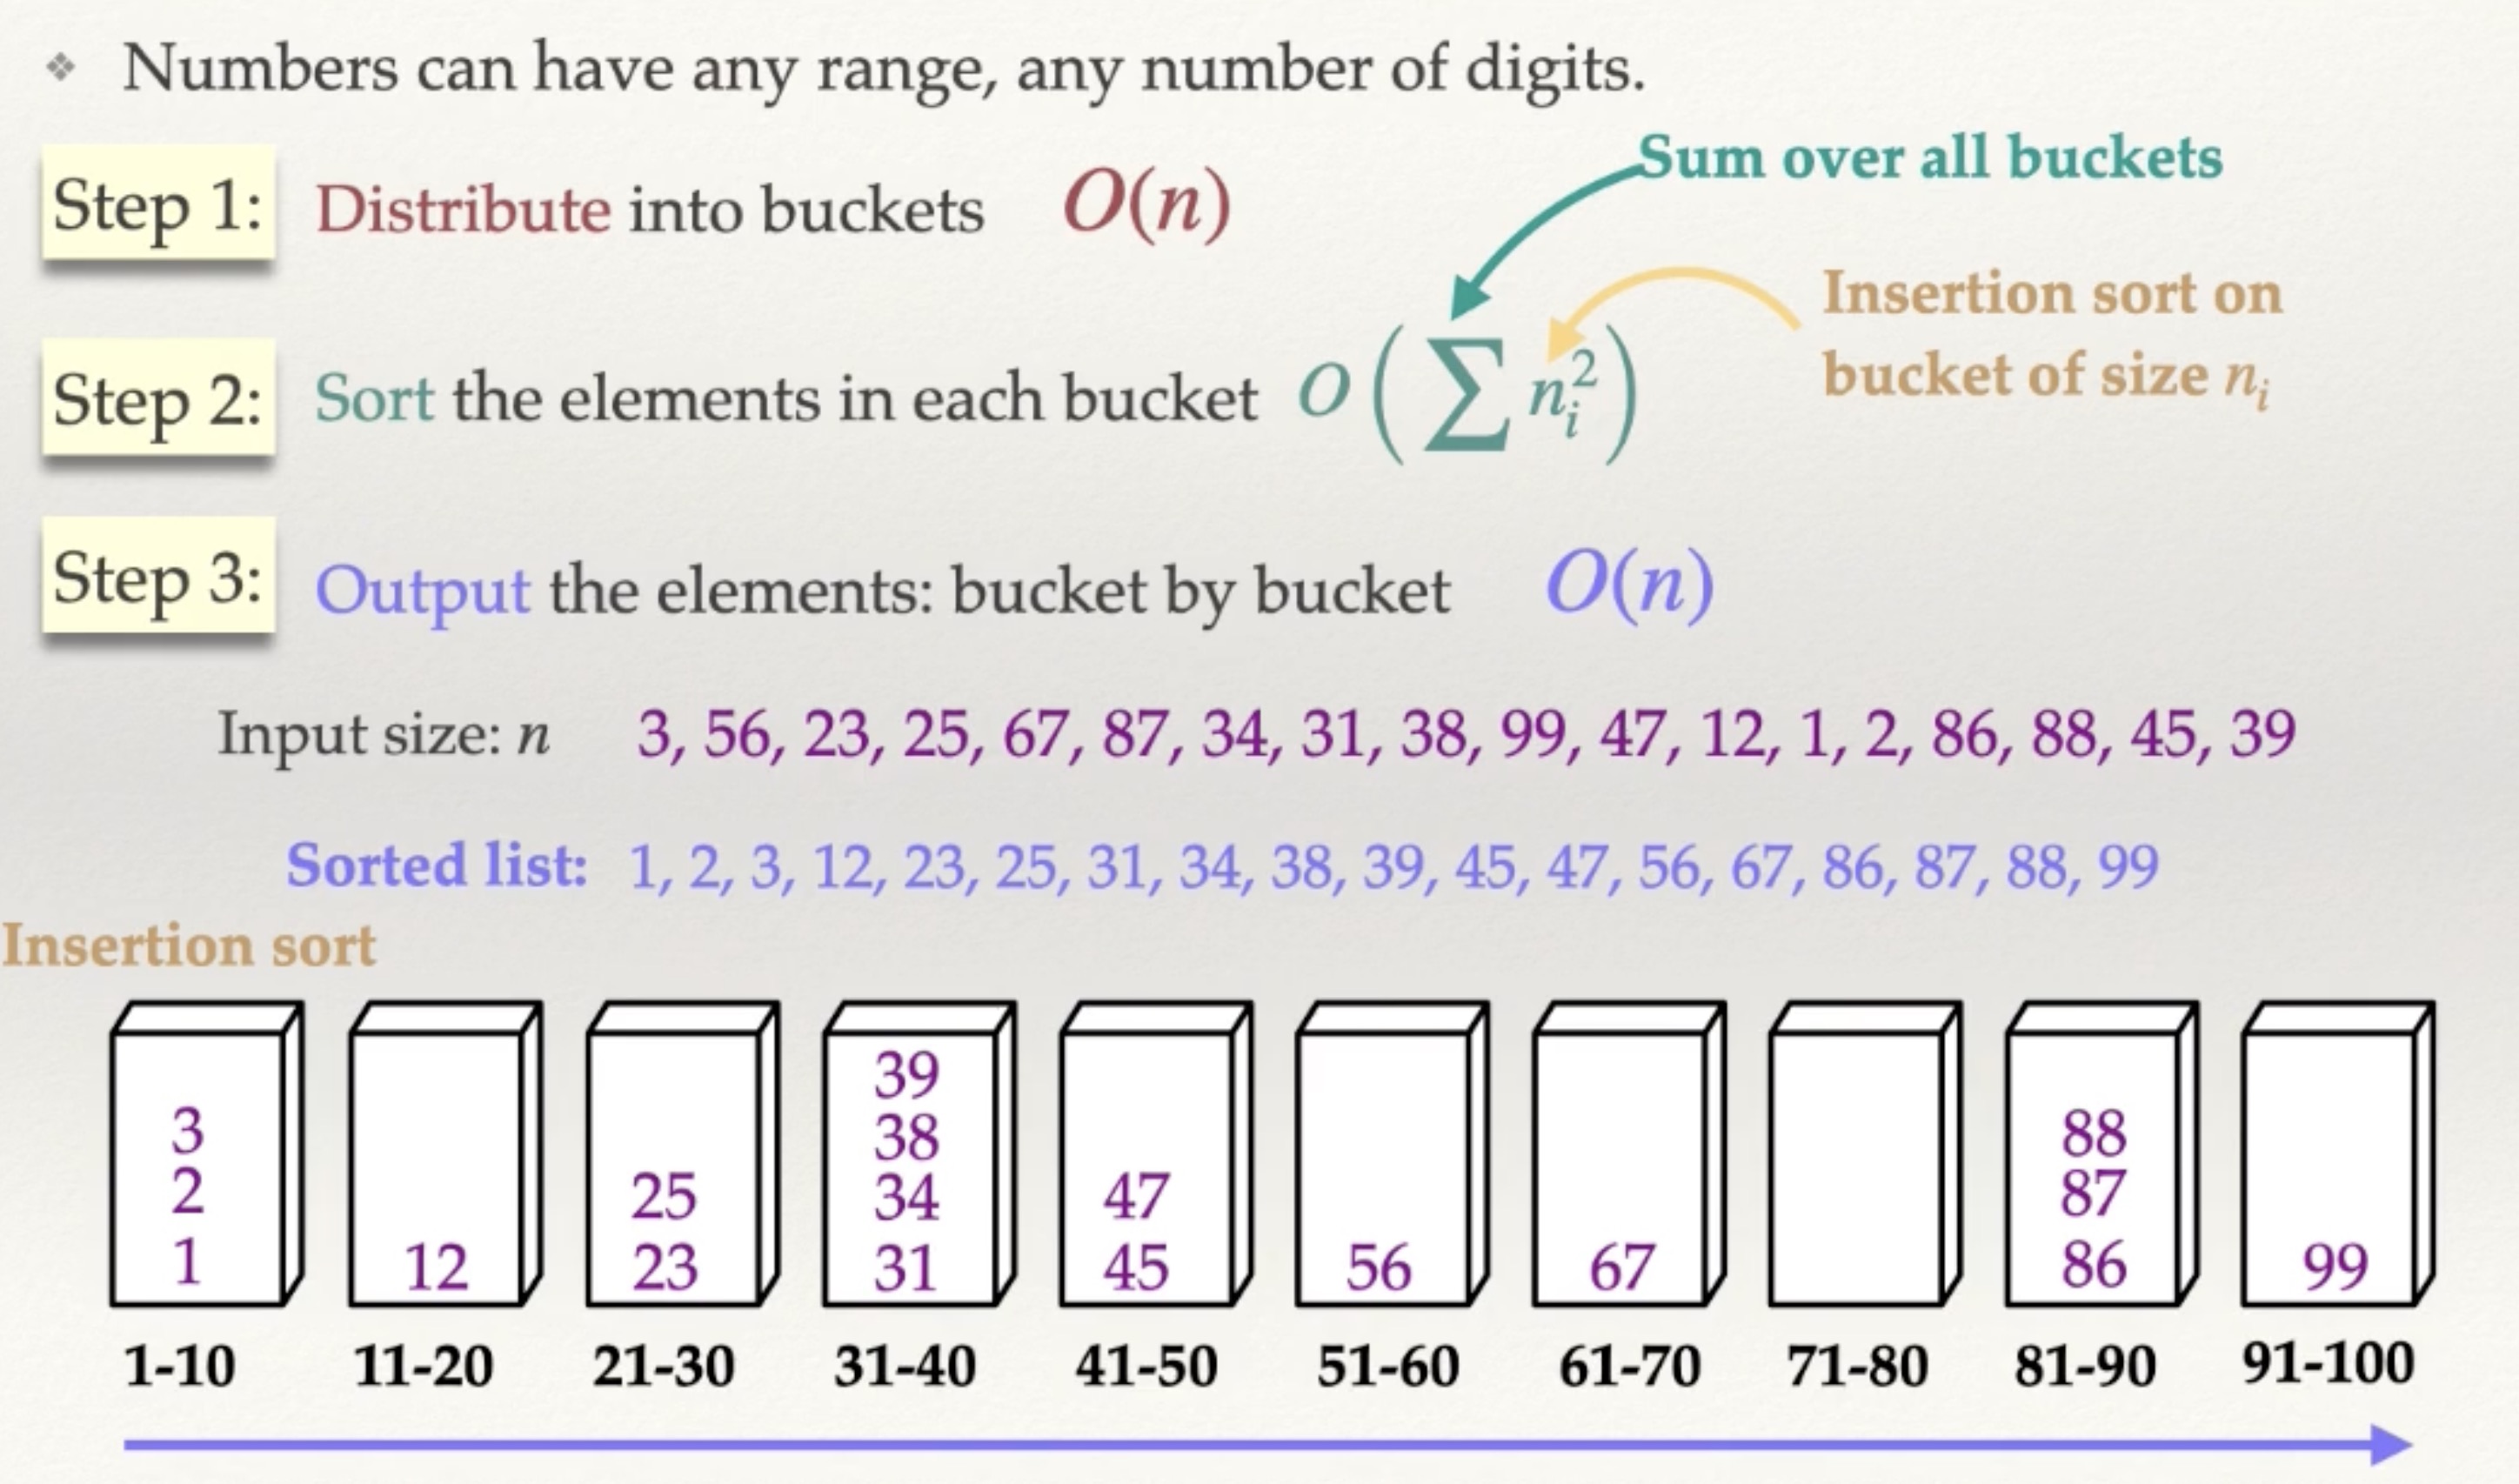 ❖ Numbers can have any range, any number of digits.
Sum over all buckets
Step 1: Distribute into buckets O(n)
Insertion sort on
bucket of size nᵢ
Step 2: Sort the elements in each bucket O(∑ nᵢ²)
Step 3: Output the elements: bucket by bucket O(n)
Input size: n 3, 56, 23, 25, 67, 87, 34, 31, 38, 99, 47, 12, 1, 2, 86, 88, 45, 39
Sorted list: 1, 2, 3, 12, 23, 25, 31, 34, 38, 39, 45, 47, 56, 67, 86, 87, 88, 99
Insertion sort
39
3 38 88
2 25 34 47 87
1 12 23 31 45 56 67 86 99
1-10 11-20 21-30 31-40 41-50 51-60 61-70 71-80 81-90 91-100